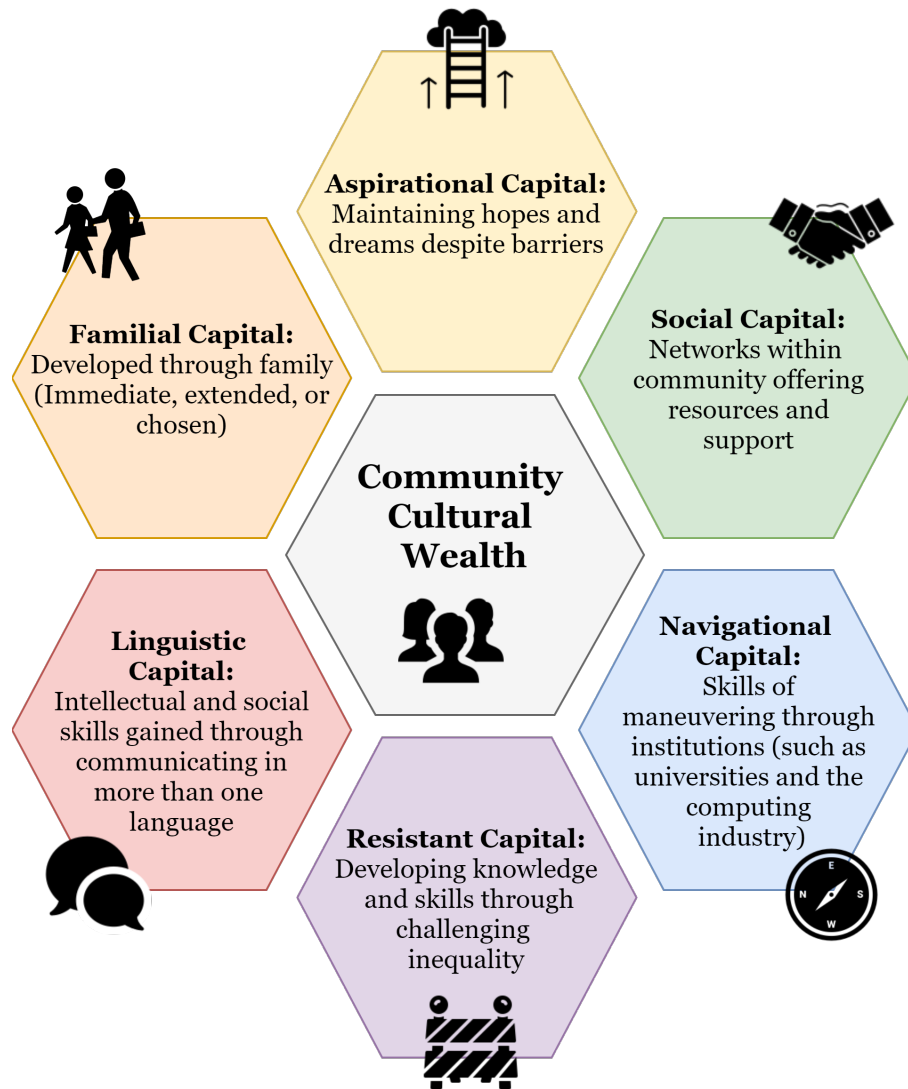 Aspirational Capital:
Maintaining hopes and
dreams despite barriers
Familial Capital:
Developed through family
(Immediate, extended, or
chosen)
Social Capital:
Networks within
community offering
resources and
support
Community
Cultural
Wealth
Linguistic
Capital:
Intellectual and social
skills gained through
communicating in
more than one
language
Navigational
Capital:
Skills of
maneuvering through
institutions (such as
universities and the
computing
industry)
Resistant Capital:
Developing knowledge
and skills through
challenging
inequality
E
N S
W